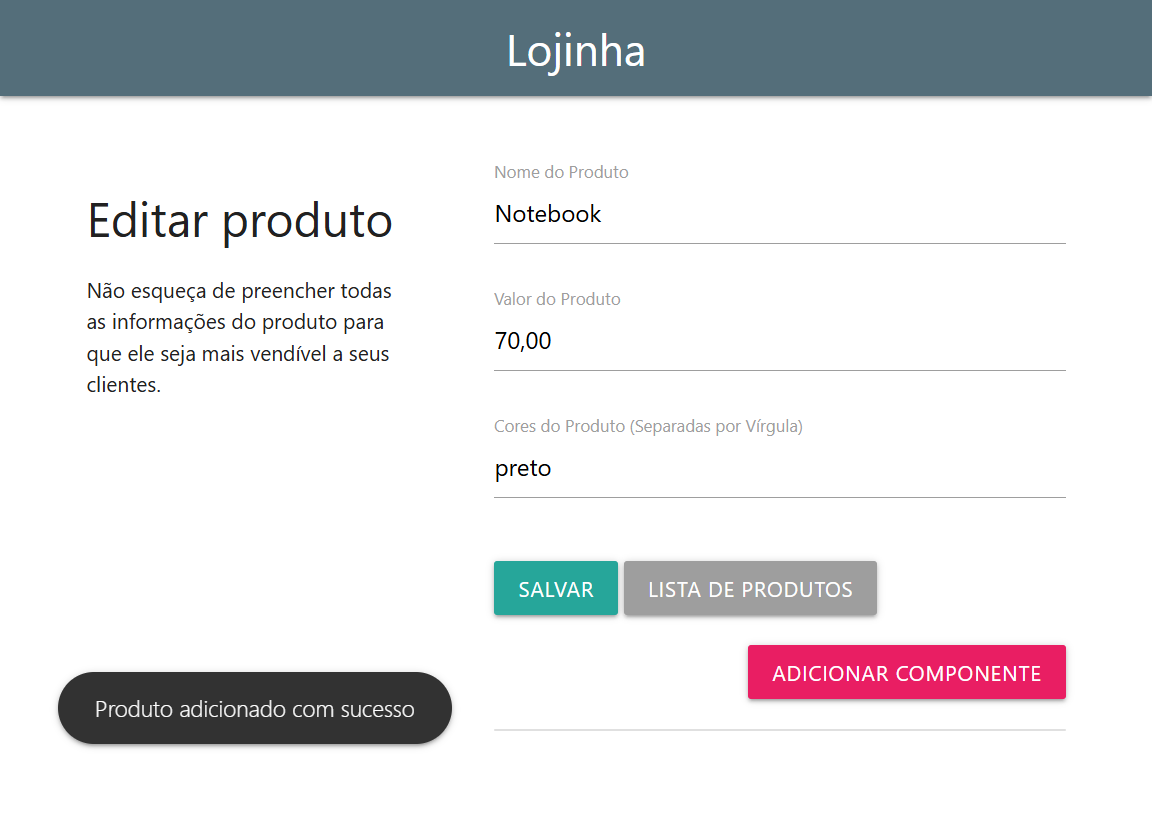 Lojinha
Editar produto
Não esqueça de preencher todas
as informações do produto para
que ele seja mais vendível a seus
clientes.
Nome do Produto
Notebook
Valor do Produto
70,00
Cores do Produto (Separadas por Vírgula)
preto
SALVAR
LISTA DE PRODUTOS
ADICIONAR COMPONENTE
Produto adicionado com sucesso